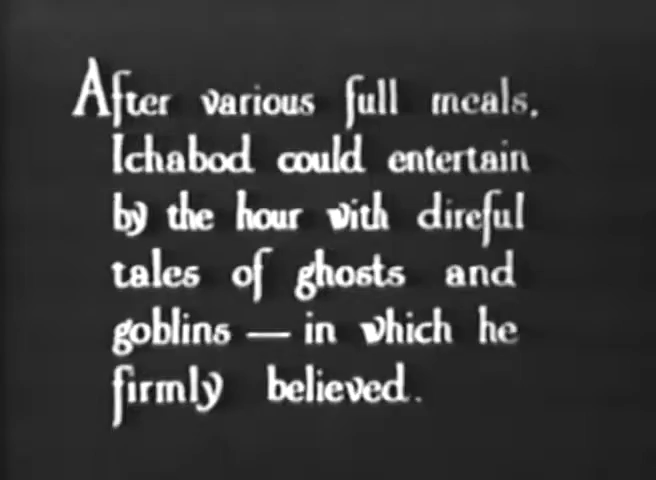 After various full meals,
Ichabod could entertain
by the hour with direful
tales of ghosts and
goblins — in which he
firmly believed.